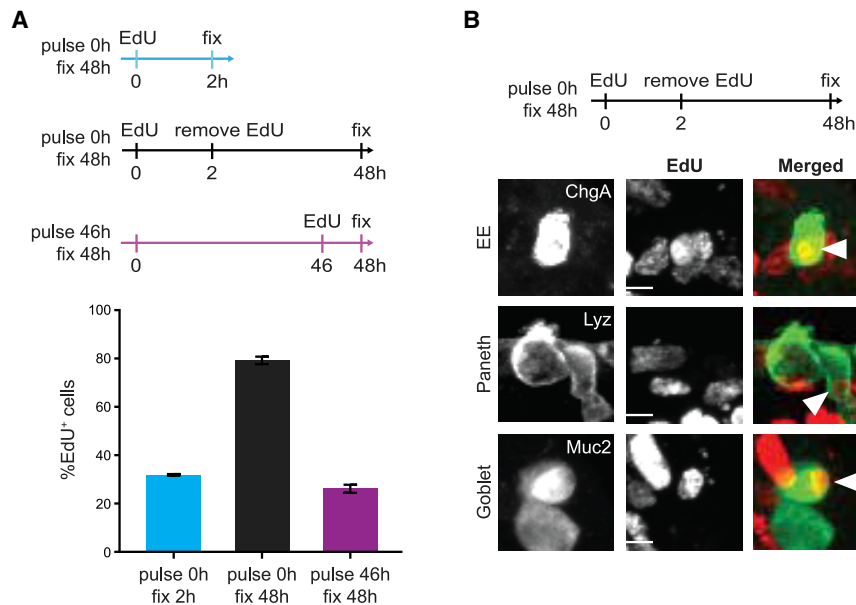 A
EdU fix
pulse 0h
fix 48h
0 2h
EdU remove EdU fix
pulse 0h
fix 48h
0 2 48h
EdU fix
pulse 46h
fix 48h
0 46 48h
%EdU+ cells
100
80
60
40
20
0
pulse 0h
fix 2h
pulse 0h
fix 48h
pulse 46h
fix 48h
B
EdU remove EdU fix
pulse 0h
fix 48h
0 2 48h
EdU Merged
EE
ChgA
Paneth
Lyz
Goblet
Muc2